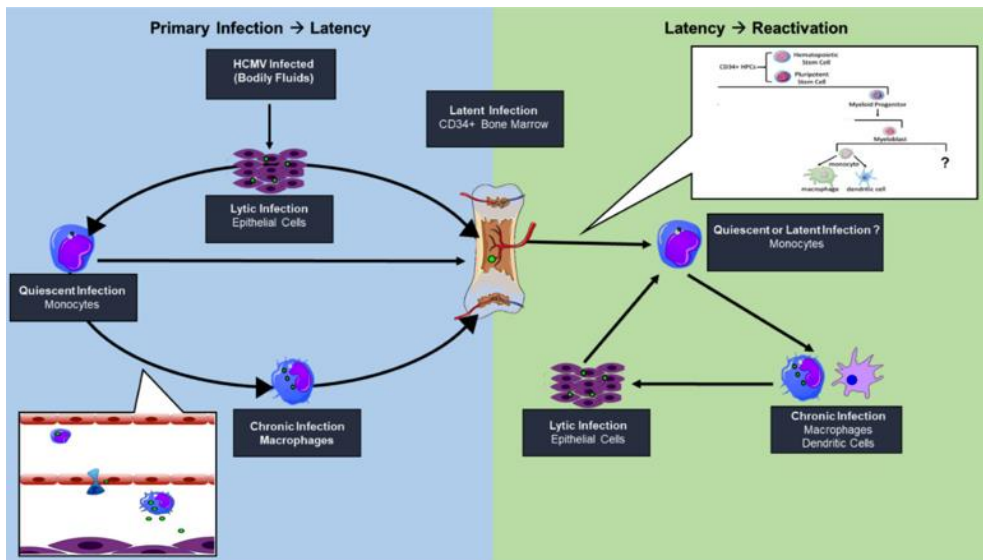 Primary Infection → Latency
HCMV Infected
(Bodily Fluids)
Lytic Infection
Epithelial Cells
Quiescent Infection
Monocytes
Chronic Infection
Macrophages
Latent Infection
CD34+ Bone Marrow
Latency → Reactivation
CD34+ HPCs
Hematopoietic
Stem Cell
Pluripotent
Stem Cell
Myeloid Progenitor
Myeloblast
monocyte
?
macrophage
dendritic cell
Quiescent or Latent Infection ?
Monocytes
Lytic Infection
Epithelial Cells
Chronic Infection
Macrophages
Dendritic Cells